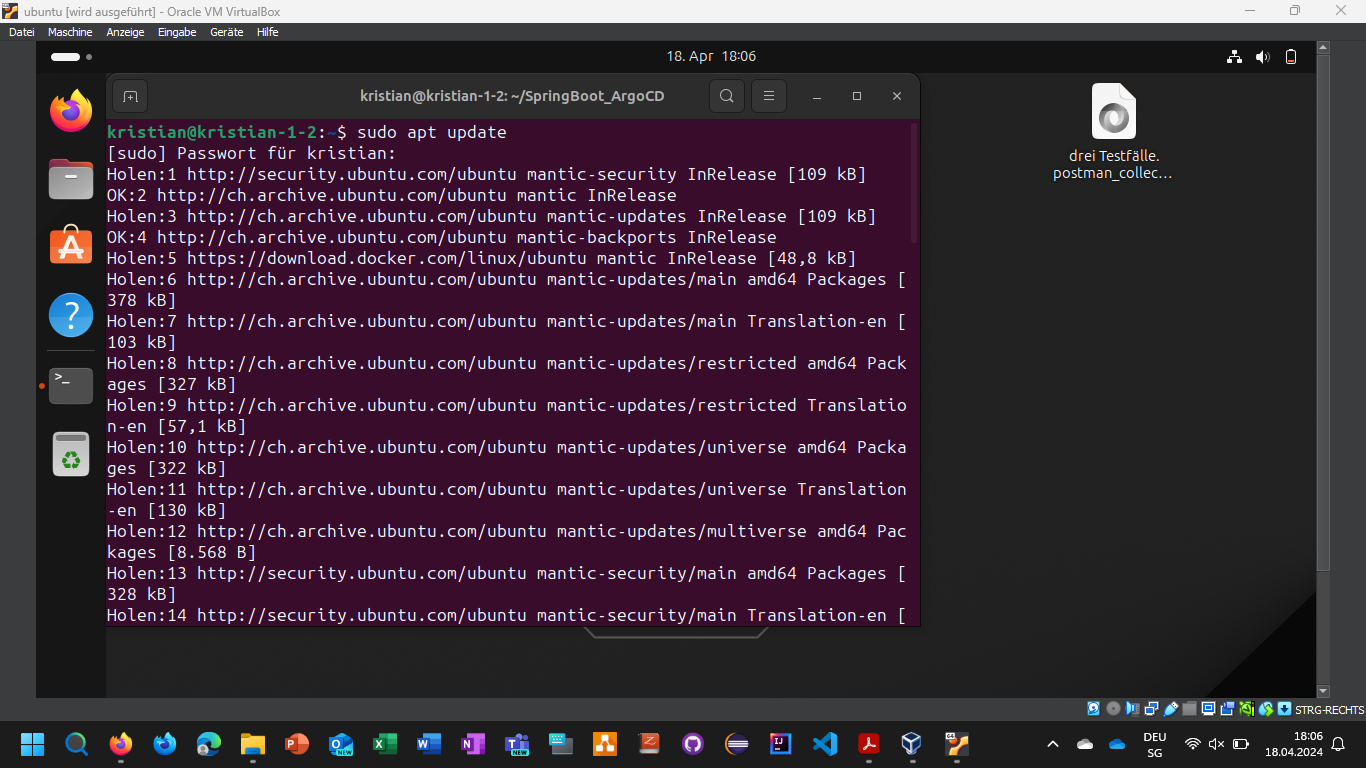 ubuntu [wird ausgeführt] - Oracle VM VirtualBox
Datei Maschine Anzeige Eingabe Geräte Hilfe
18. Apr 18:06
kristian@kristian-1-2: ~/SpringBoot_ArgoCD
kristian@kristian-1-2:~$ sudo apt update
[sudo] Passwort für kristian:
Holen:1 http://security.ubuntu.com/ubuntu mantic-security InRelease [109 kB]
OK:2 http://ch.archive.ubuntu.com/ubuntu mantic InRelease
Holen:3 http://ch.archive.ubuntu.com/ubuntu mantic-updates InRelease [109 kB]
OK:4 http://ch.archive.ubuntu.com/ubuntu mantic-backports InRelease
Holen:5 https://download.docker.com/linux/ubuntu mantic InRelease [48,8 kB]
Holen:6 http://ch.archive.ubuntu.com/ubuntu mantic-updates/main amd64 Packages [
378 kB]
Holen:7 http://ch.archive.ubuntu.com/ubuntu mantic-updates/main Translation-en [
103 kB]
Holen:8 http://ch.archive.ubuntu.com/ubuntu mantic-updates/restricted amd64 Pack
ages [327 kB]
Holen:9 http://ch.archive.ubuntu.com/ubuntu mantic-updates/restricted Translatio
n-en [57,1 kB]
Holen:10 http://ch.archive.ubuntu.com/ubuntu mantic-updates/universe amd64 Packa
ges [322 kB]
Holen:11 http://ch.archive.ubuntu.com/ubuntu mantic-updates/universe Translation
-en [130 kB]
Holen:12 http://ch.archive.ubuntu.com/ubuntu mantic-updates/multiverse amd64 Pac
kages [8.568 B]
Holen:13 http://security.ubuntu.com/ubuntu mantic-security/main amd64 Packages [
328 kB]
Holen:14 http://security.ubuntu.com/ubuntu mantic-security/main Translation-en [
drei Testfälle.
postman_collec...
STRG-RECHTS
DEU
SG
18:06
18.04.2024